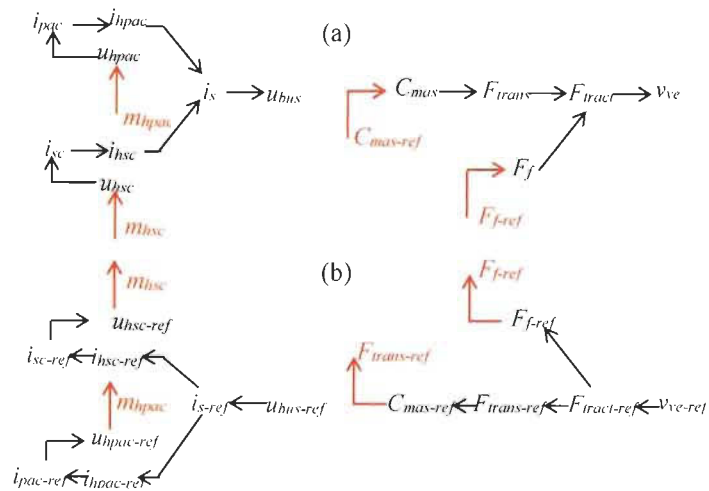 i_pac i_hpac (a)
u_hpac
i_s u_bus C_mas F_trans F_tract v_ve
m_hpac
C_mas-ref
i_sc i_hsc
F_f
u_hsc
F_f-ref
m_hsc
(b)
m_hsc F_f-ref
u_hsc-ref F_f-ref
i_sc-ref i_hsc-ref F_trans-ref
m_hpac i_s-ref u_bus-ref C_mas-ref F_trans-ref F_tract-ref v_ve-ref
u_hpac-ref
i_pac-ref i_hpac-ref